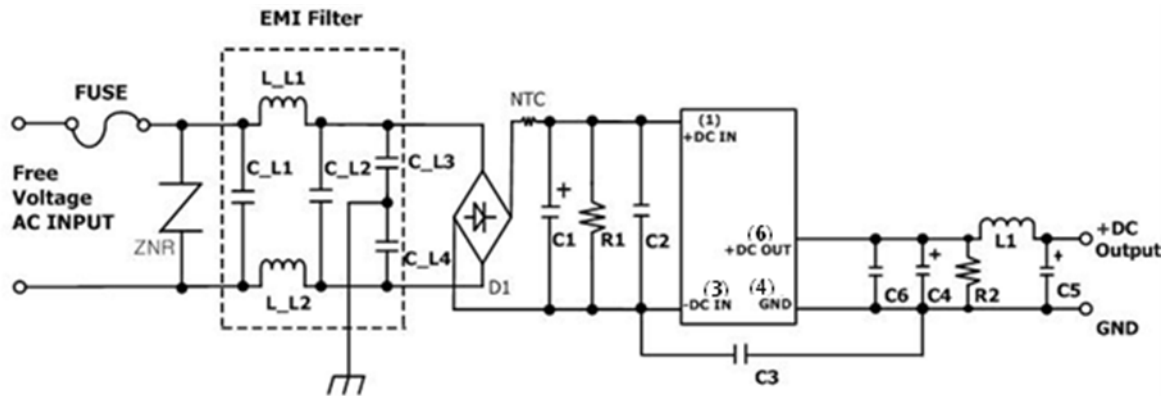 EMI Filter
L_L1
FUSE
NTC
(1)
+DC IN
C_L1
C_L2
C_L3
Free
Voltage
AC INPUT
ZNR
+
C1
R1
C2
(6)
+DC OUT
L1
+DC
Output
C_L4
L_L2
D1
(3)
-DC IN
(4)
GND
C6
+
C4
R2
+
C5
GND
C3